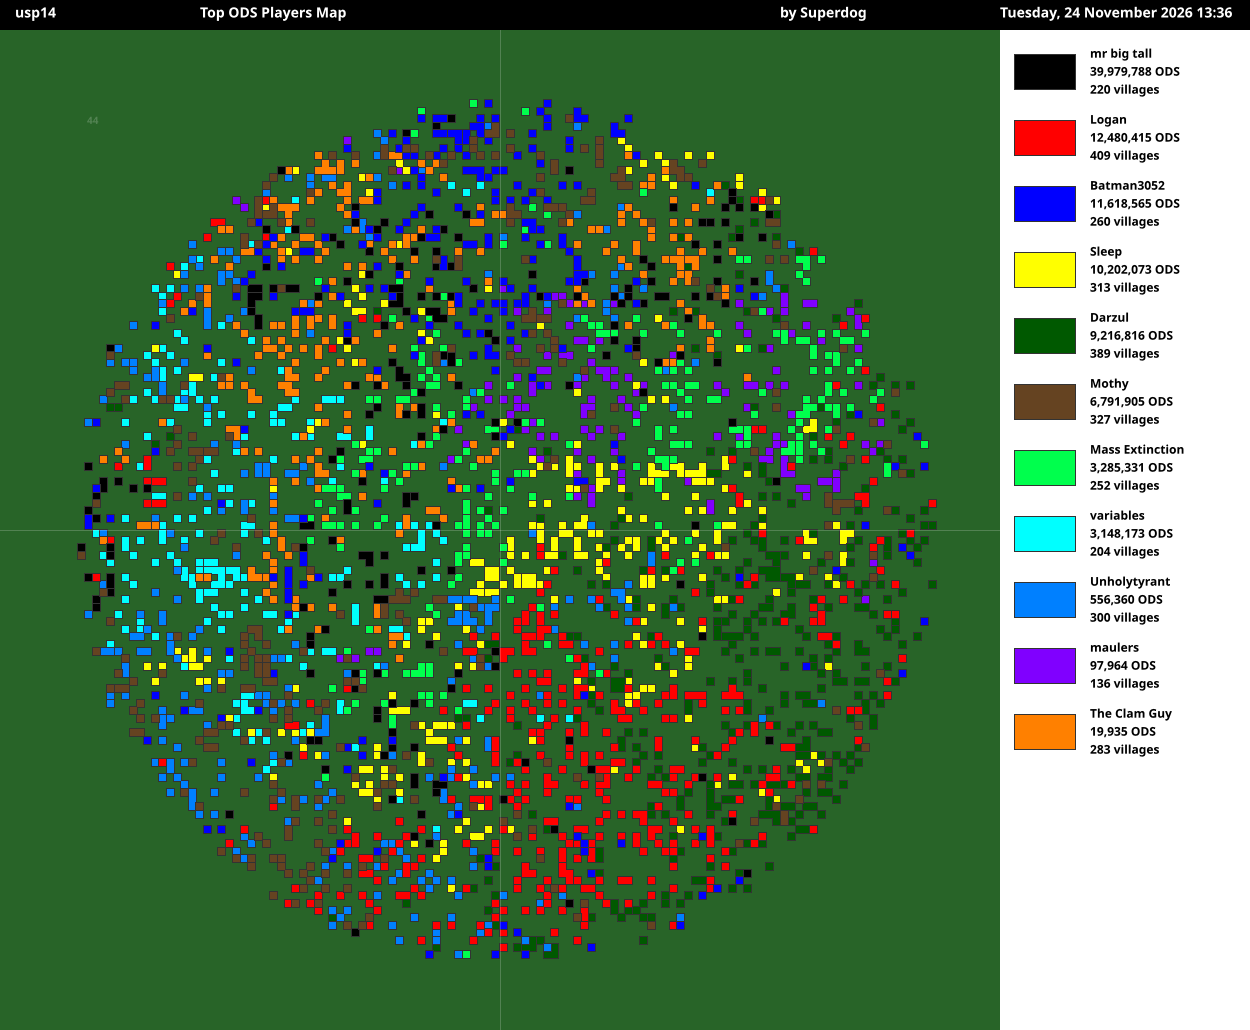 usp14 Top ODS Players Map by Superdog Tuesday, 24 November 2026 13:36
44
mr big tall
39,979,788 ODS
220 villages
Logan
12,480,415 ODS
409 villages
Batman3052
11,618,565 ODS
260 villages
Sleep
10,202,073 ODS
313 villages
Darzul
9,216,816 ODS
389 villages
Mothy
6,791,905 ODS
327 villages
Mass Extinction
3,285,331 ODS
252 villages
variables
3,148,173 ODS
204 villages
Unholytyrant
556,360 ODS
300 villages
maulers
97,964 ODS
136 villages
The Clam Guy
19,935 ODS
283 villages